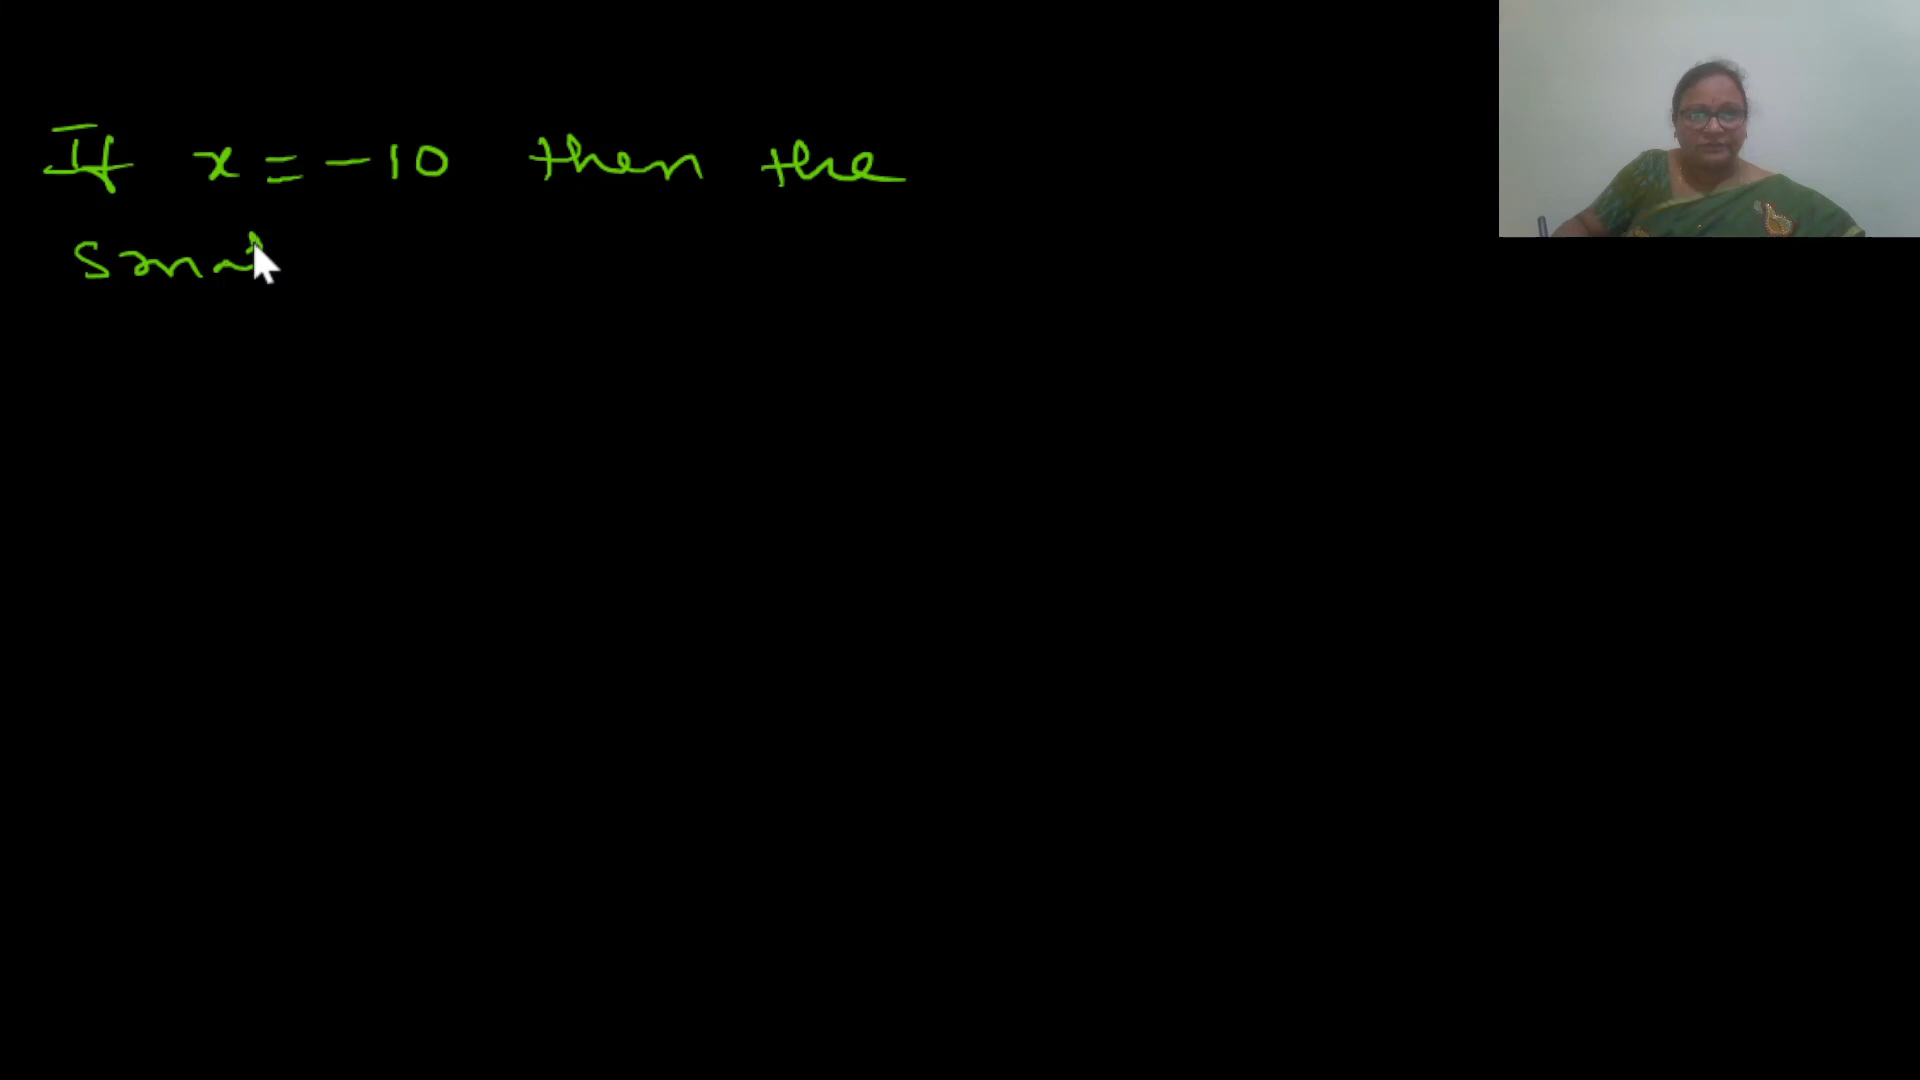 If x = -10 then the